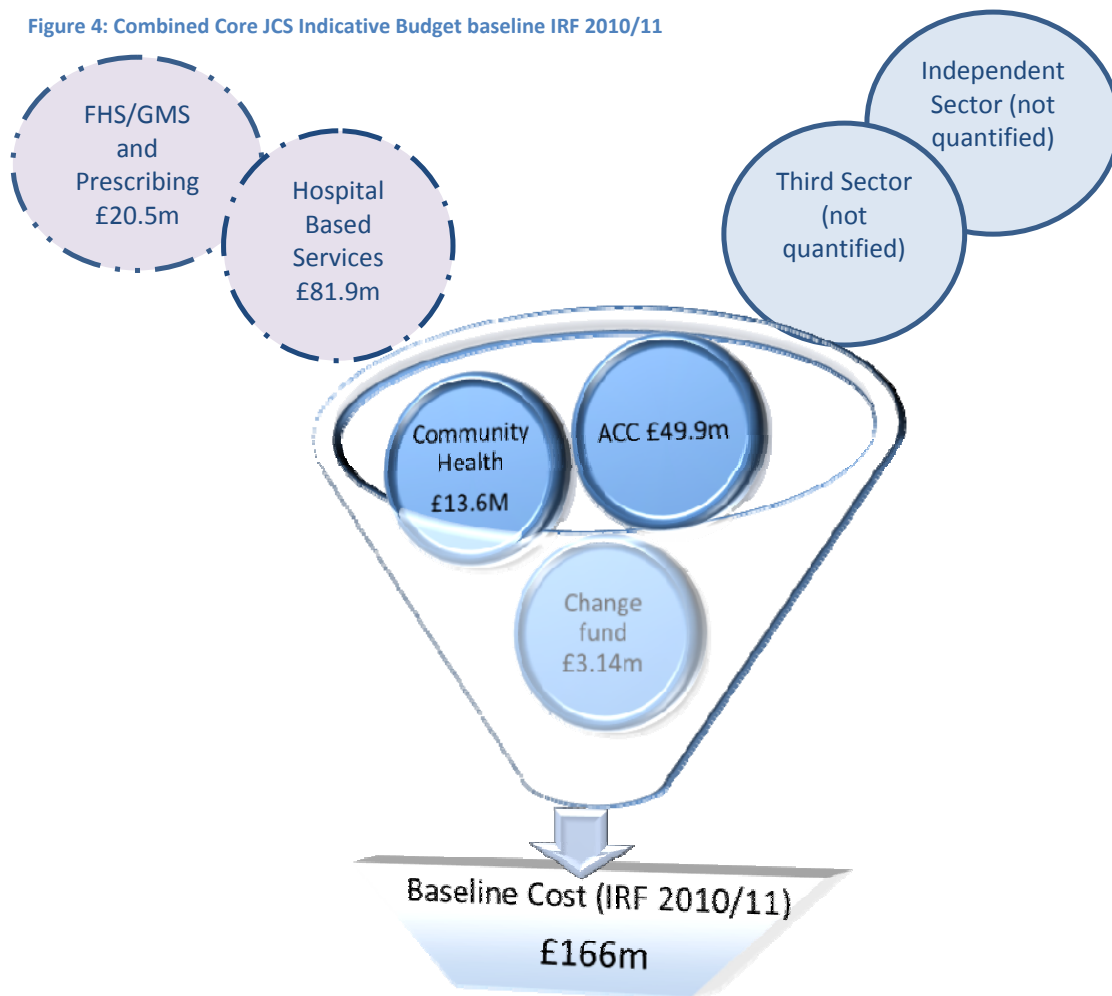 Figure 4: Combined Core JCS Indicative Budget baseline IRF 2010/11
FHS/GMS
and
Prescribing
£20.5m
Hospital
Based
Services
£81.9m
Independent
Sector (not
quantified)
Third Sector
(not
quantified)
Community
Health
£13.6M
ACC £49.9m
Change
fund
£3.14m
Baseline Cost (IRF 2010/11)
£166m